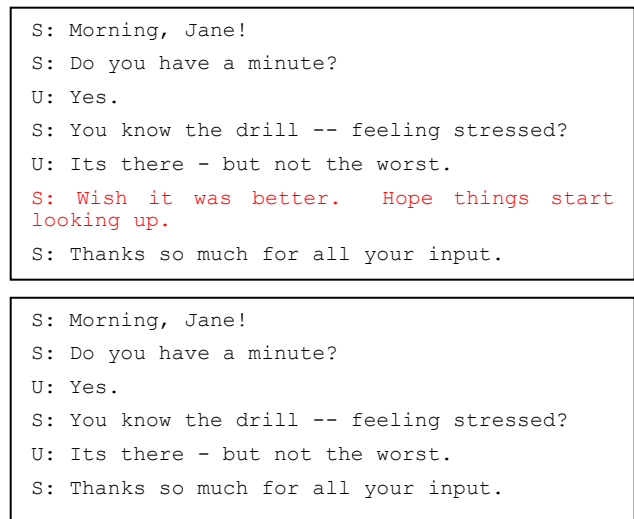 S: Morning, Jane!
S: Do you have a minute?
U: Yes.
S: You know the drill -- feeling stressed?
U: Its there - but not the worst.
S: Wish it was better. Hope things start
looking up.
S: Thanks so much for all your input.
S: Morning, Jane!
S: Do you have a minute?
U: Yes.
S: You know the drill -- feeling stressed?
U: Its there - but not the worst.
S: Thanks so much for all your input.